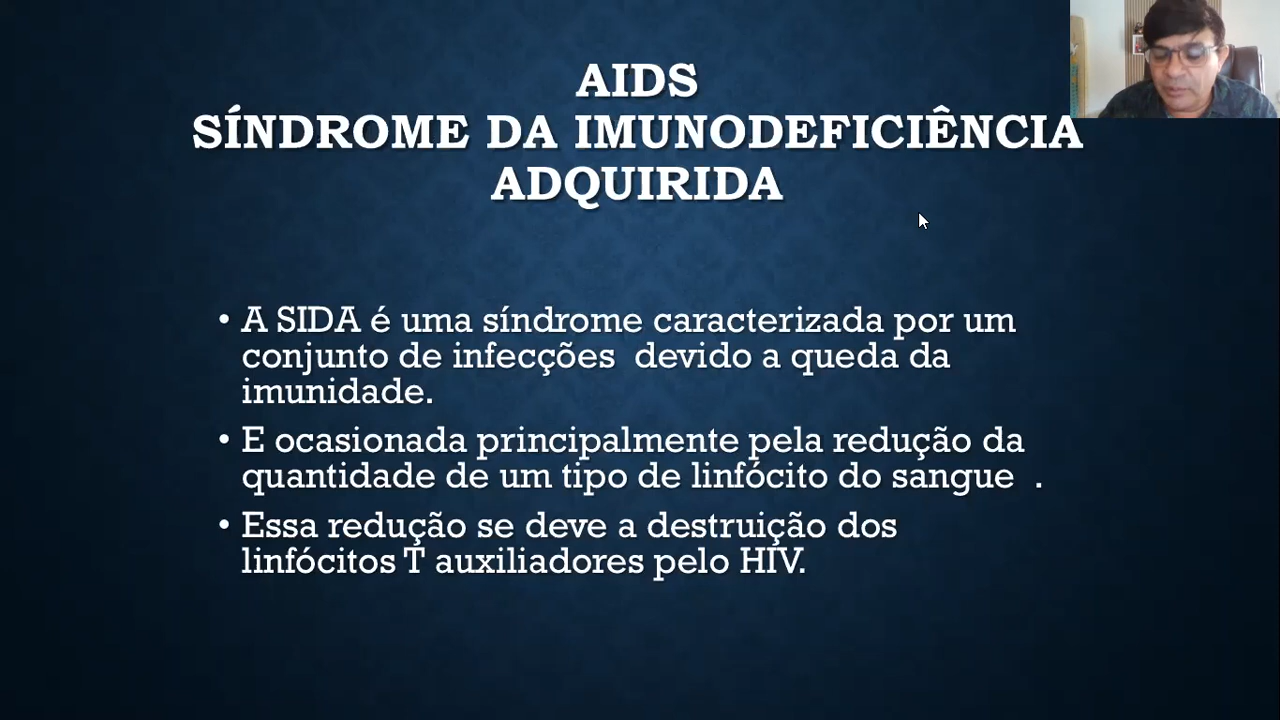 AIDS
SÍNDROME DA IMUNODEFICIÊNCIA
ADQUIRIDA
• A SIDA é uma síndrome caracterizada por um
conjunto de infecções devido a queda da
imunidade.
• E ocasionada principalmente pela redução da
quantidade de um tipo de linfócito do sangue .
• Essa redução se deve a destruição dos
linfócitos T auxiliadores pelo HIV.